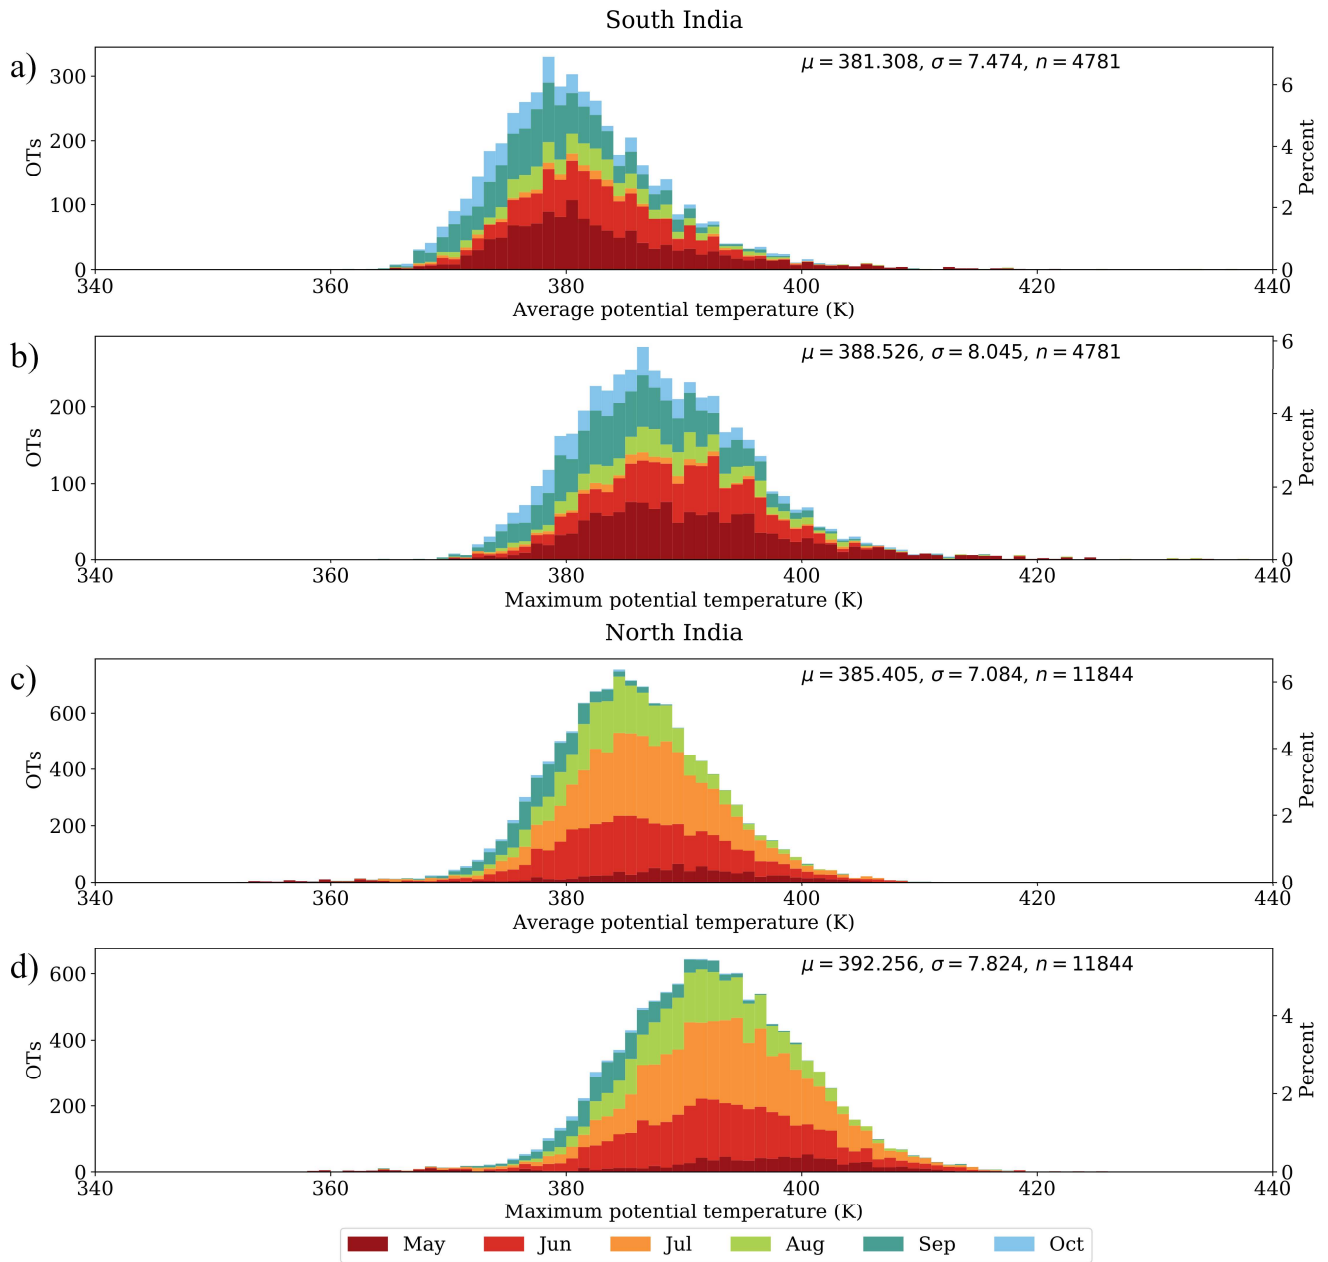 South India
a)
μ = 381.308, σ = 7.474, n = 4781
300
200
100
0
OTs
6
4
2
0
Percent
340 360 380 400 420 440
Average potential temperature (K)
b)
μ = 388.526, σ = 8.045, n = 4781
200
100
0
OTs
6
4
2
0
Percent
340 360 380 400 420 440
Maximum potential temperature (K)
North India
c)
μ = 385.405, σ = 7.084, n = 11844
600
400
200
0
OTs
6
4
2
0
Percent
340 360 380 400 420 440
Average potential temperature (K)
d)
μ = 392.256, σ = 7.824, n = 11844
600
400
200
0
OTs
4
2
0
Percent
340 360 380 400 420 440
Maximum potential temperature (K)
May Jun Jul Aug Sep Oct